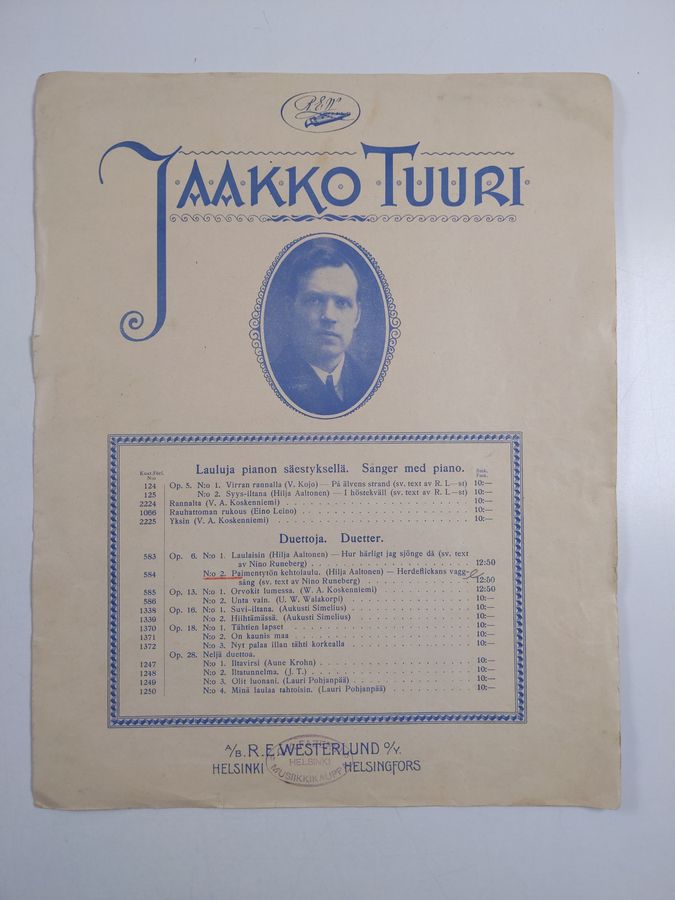 R.E.W.
JAAKKO TUURI
Lauluja pianon säestyksellä. Sånger med piano.
Kust.
N:o
124 Op. 5. N:o 1. Virran rannalla (V. Kojo) — På älvens strand (sv. text av R. L—st) 10:—
125 N:o 2. Syys-iltana (Hilja Aaltonen) — I höstekväll (sv. text av R. L—st) 10:—
2224 Rannalta (V. A. Koskenniemi) 10:—
1066 Rauhattoman rukous (Eino Leino) 10:—
2225 Yksin (V. A. Koskenniemi) 10:—
Duettoja. Duetter.
583 Op. 6. N:o 1. Laulaisin (Hilja Aaltonen) — Hur härligt jag sjönge då (sv. text
av Nino Runeberg) 12:50
584 N:o 2. Paimentytön kehtolaulu. (Hilja Aaltonen) — Herdeflickans vagg-
sång (sv. text av Nino Runeberg) 12:50
585 Op. 13. N:o 1. Orvokit lumessa. (W. A. Koskenniemi) 12:50
586 N:o 2. Unta vain. (U. W. Walakorpi) 10:—
1338 Op. 16. N:o 1. Suvi-iltana. (Aukusti Simelius) 10:—
1339 N:o 2. Hiihtämässä. (Aukusti Simelius) 10:—
1370 Op. 18. N:o 1. Tähtien lapset 10:—
1371 N:o 2. On kaunis maa 10:—
1372 N:o 3. Nyt palaa illan tähti korkealla 10:—
Op. 28. Neljä duettoa.
1247 N:o 1. Iltavirsi (Aune Krohn) 10:—
1248 N:o 2. Iltatunnelma. (J. T.) 10:—
1249 N:o 3. Olit luonani. (Lauri Pohjanpää) 10:—
1250 N:o 4. Minä laulaa tahtoisin. (Lauri Pohjanpää) 10:—
A/B. R. E. WESTERLUND O/Y.
HELSINKI HELSINGFORS
HELSINKI
MUSIIKKIKAUPPA